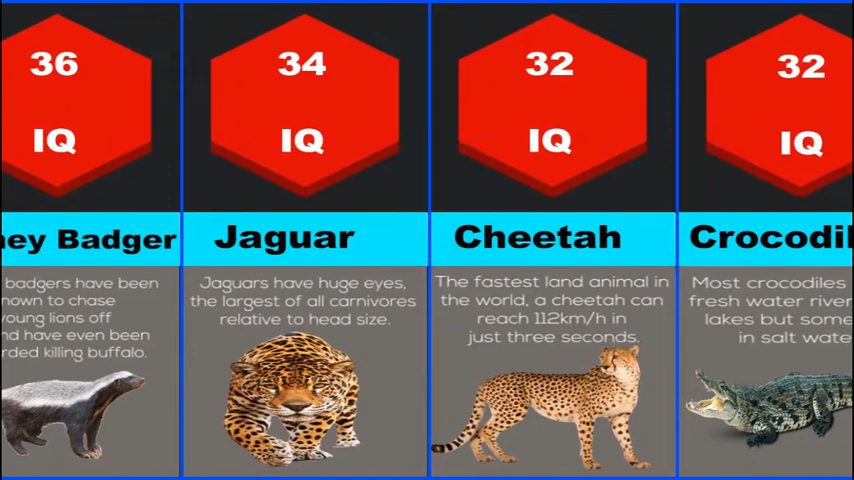 36
IQ
ney Badger
badgers have been
nown to chase
young lions off
nd have even been
rded killing buffalo.
34
IQ
Jaguar
Jaguars have huge eyes,
the largest of all carnivores
relative to head size.
32
IQ
Cheetah
The fastest land animal in
the world, a cheetah can
reach 112km/h in
just three seconds.
32
IQ
Crocodil
Most crocodiles
fresh water river
lakes but some
in salt wate